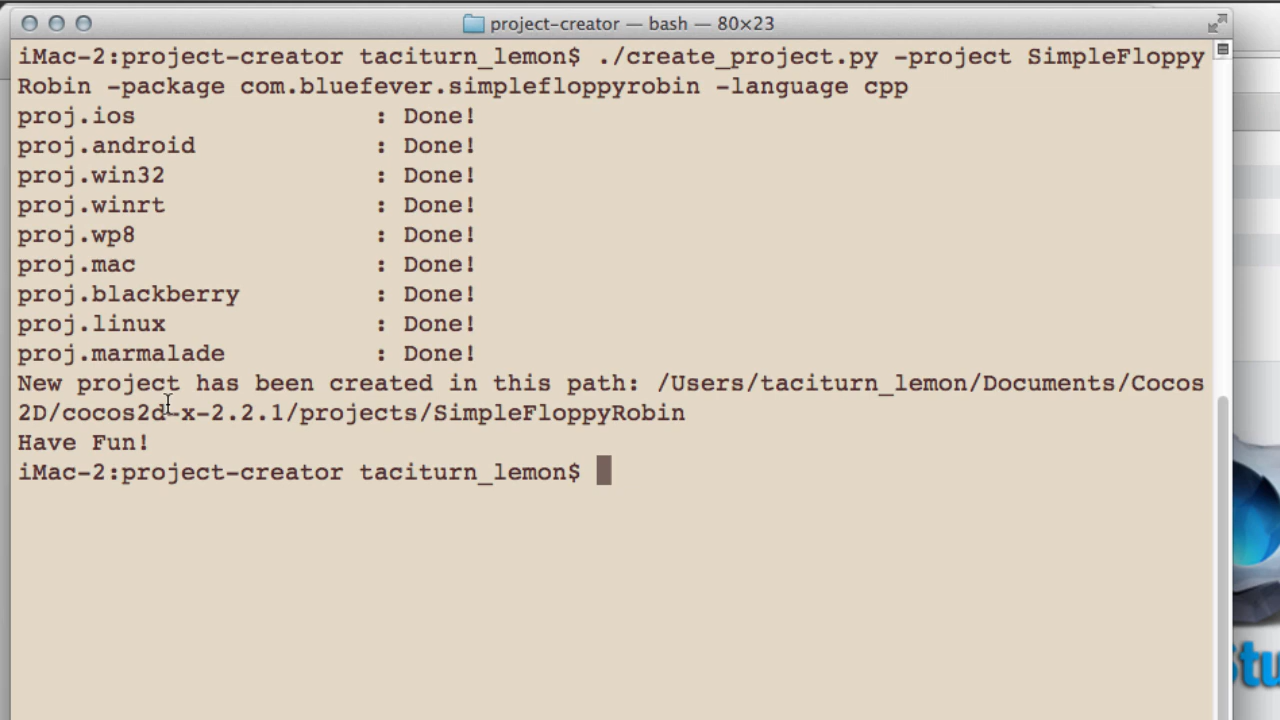 project-creator — bash — 80×23
iMac-2:project-creator taciturn_lemon$ ./create_project.py -project SimpleFloppy
Robin -package com.bluefever.simplefloppyrobin -language cpp
proj.ios : Done!
proj.android : Done!
proj.win32 : Done!
proj.winrt : Done!
proj.wp8 : Done!
proj.mac : Done!
proj.blackberry : Done!
proj.linux : Done!
proj.marmalade : Done!
New project has been created in this path: /Users/taciturn_lemon/Documents/Cocos
2D/cocos2d-x-2.2.1/projects/SimpleFloppyRobin
Have Fun!
iMac-2:project-creator taciturn_lemon$
Stu